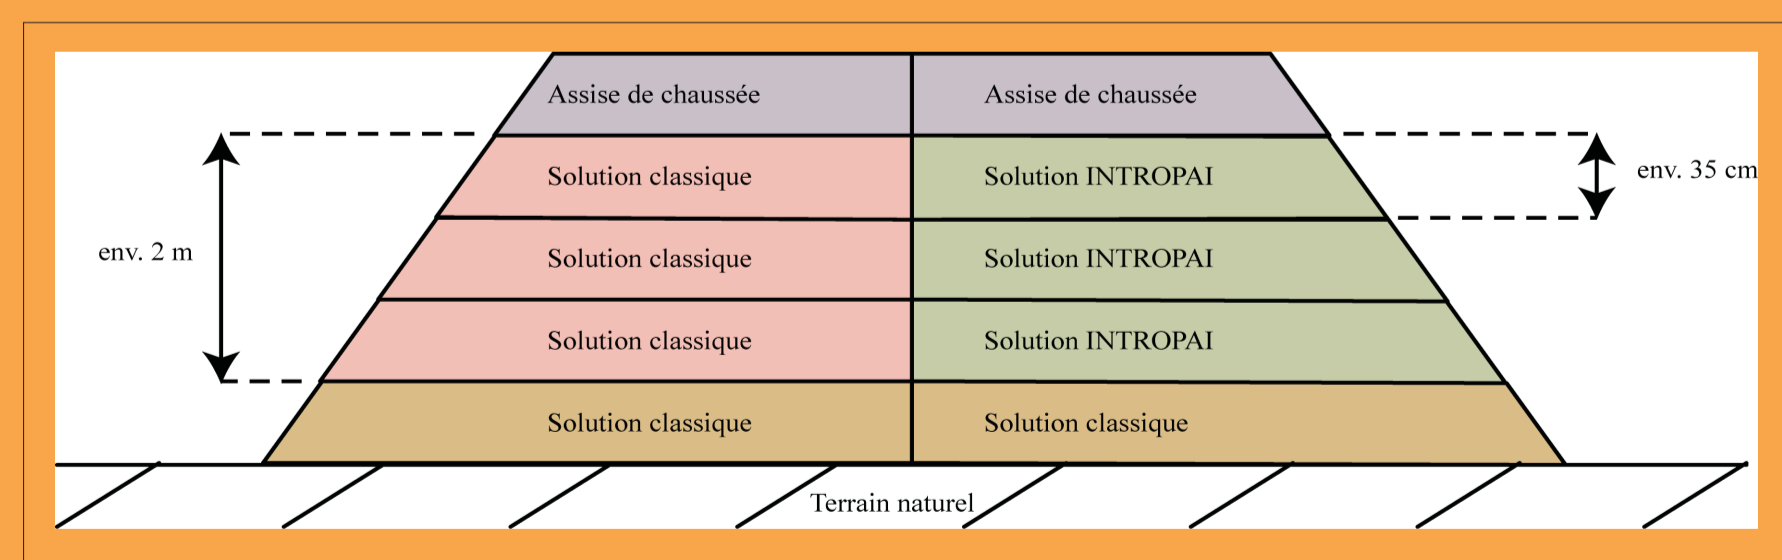 Assise de chaussée
Assise de chaussée
Solution classique
Solution INTROPAI
env. 35 cm
env. 2 m
Solution classique
Solution INTROPAI
Solution classique
Solution INTROPAI
Solution classique
Solution classique
Terrain naturel